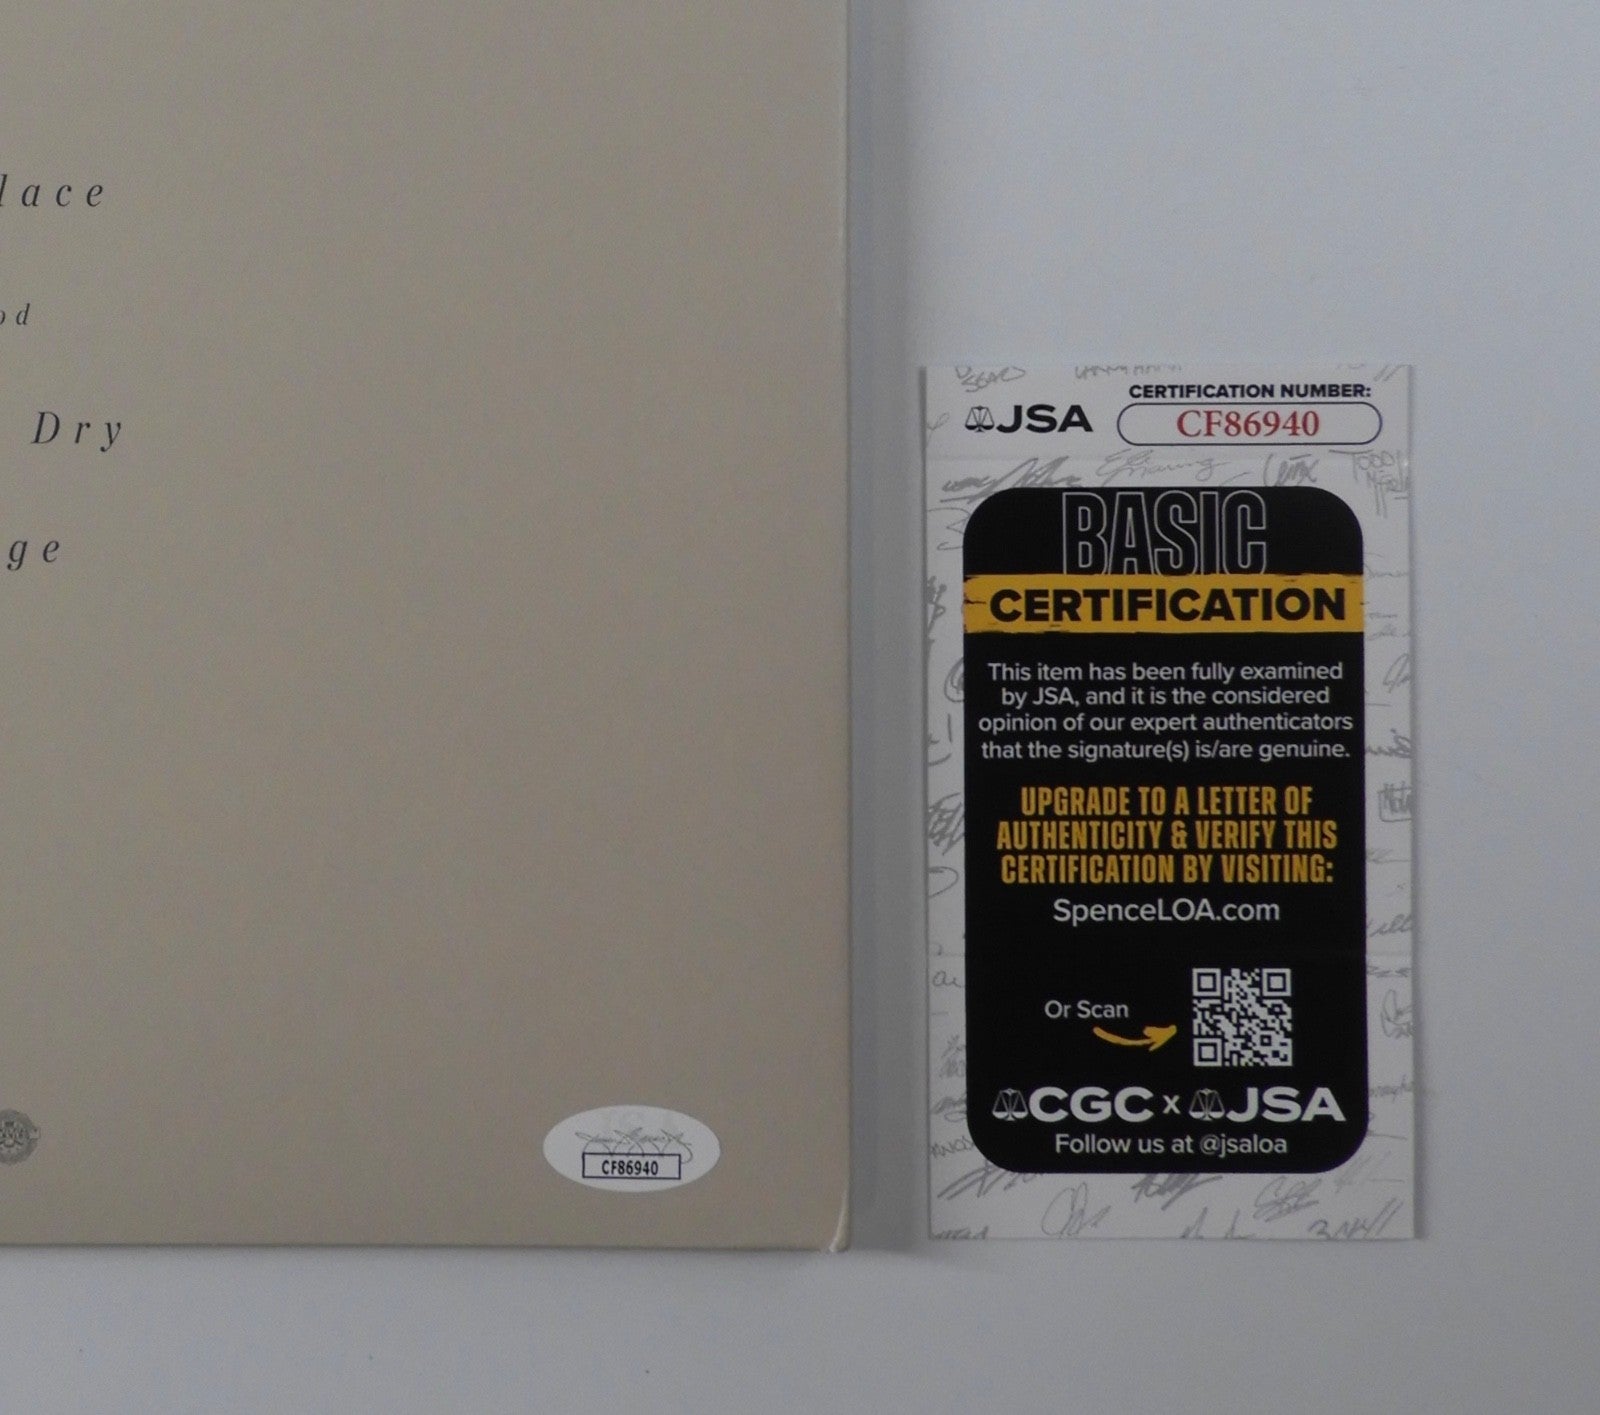 lace
od
Dry
ge
CF86940
JSA
CERTIFICATION NUMBER:
CF86940
BASIC
CERTIFICATION
This item has been fully examined
by JSA, and it is the considered
opinion of our expert authenticators
that the signature(s) is/are genuine.
UPGRADE TO A LETTER OF
AUTHENTICITY & VERIFY THIS
CERTIFICATION BY VISITING:
SpenceLOA.com
Or Scan
CGC x JSA
Follow us at @jsaloa